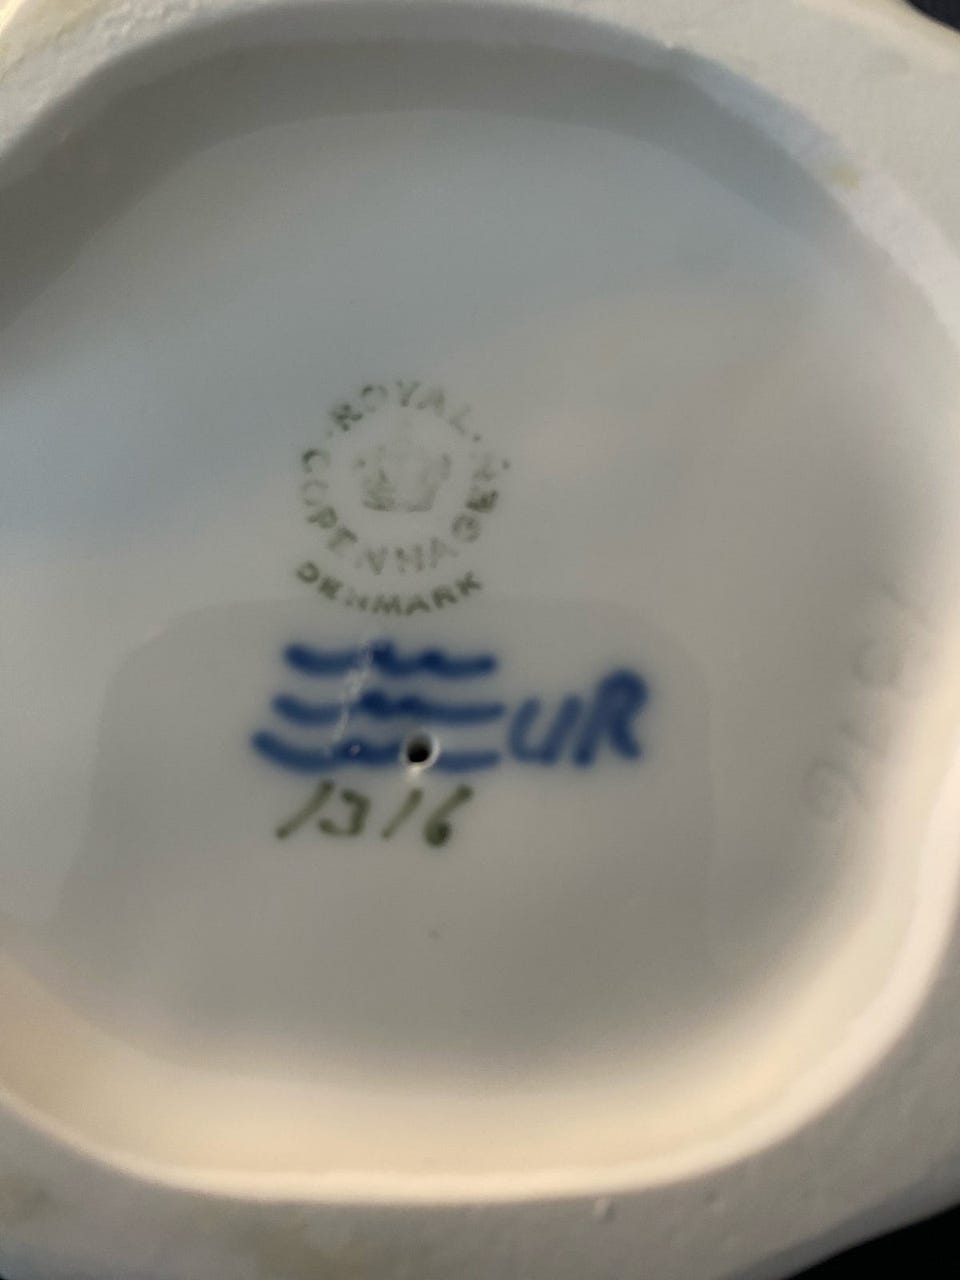 ROYAL
COPENHAGEN
DENMARK
UR
1316